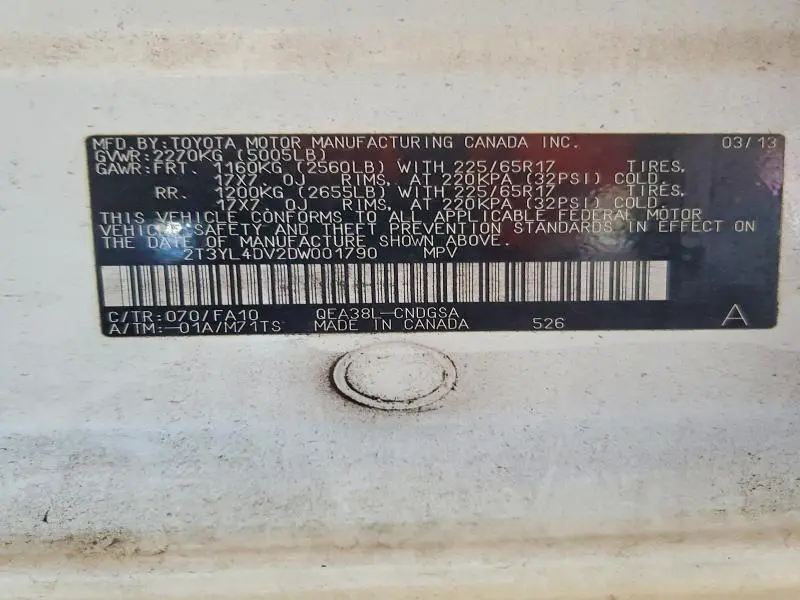 MFD.BY:TOYOTA MOTOR MANUFACTURING CANADA INC. 03/13
GVWR:2270KG (5005LB)
GAWR:FRT. 1160KG (2560LB) WITH 225/65R17 TIRES,
17X7 0J RIMS, AT 220KPA (32PSI) COLD.
RR. 1200KG (2655LB) WITH 225/65R17 TIRES,
17X7 0J RIMS, AT 220KPA (32PSI) COLD.
THIS VEHICLE CONFORMS TO ALL APPLICABLE FEDERAL MOTOR
VEHICLE SAFETY AND THEFT PREVENTION STANDARDS IN EFFECT ON
THE DATE OF MANUFACTURE SHOWN ABOVE.
2T3YL4DV2DW001790 MPV
C/TR:070/FA10 QEA38L-CNDGSA
A/TM:-01A/M71TS MADE IN CANADA 526 A